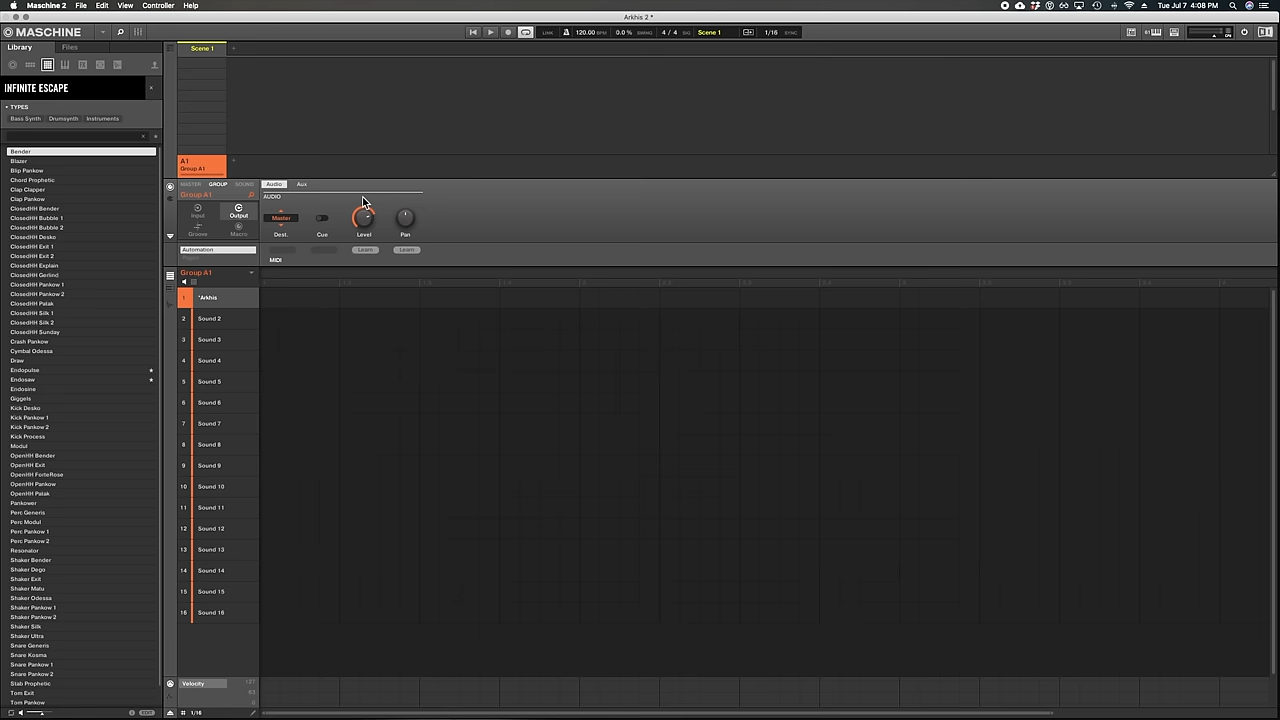 Maschine 2 File Edit View Controller Help
Tue Jul 7 4:08 PM
Arkhis 2 *
MASCHINE
LINK 120.00 BPM 0.0% SWING 4 / 4 SIG Scene 1 1/16 SYNC
Library Files
Scene 1
INFINITE ESCAPE
TYPES
Bass Synth Drumsynth Instruments
Bender
Blazer
Blip Pankow
Chord Prophetic
Clap Clapper
Clap Pankow
ClosedHH Bender
ClosedHH Bubble 1
ClosedHH Bubble 2
ClosedHH Desko
ClosedHH Exit 1
ClosedHH Exit 2
ClosedHH Explain
ClosedHH Gerlind
ClosedHH Pankow 1
ClosedHH Pankow 2
ClosedHH Patak
ClosedHH Silk 1
ClosedHH Silk 2
ClosedHH Sunday
Crash Pankow
Cymbal Odessa
Draw
Endopulse
Endosaw
Endosine
Giggels
Kick Desko
Kick Pankow 1
Kick Pankow 2
Kick Process
Modul
OpenHH Bender
OpenHH Exit
OpenHH ForteRose
OpenHH Pankow
OpenHH Patak
Pankower
Perc Generis
Perc Modul
Perc Pankow 1
Perc Pankow 2
Resonator
Shaker Bender
Shaker Dego
Shaker Exit
Shaker Matu
Shaker Odessa
Shaker Pankow 1
Shaker Pankow 2
Shaker Silk
Shaker Ultra
Snare Generis
Snare Kosma
Snare Pankow 1
Snare Pankow 2
Stab Prophetic
Tom Exit
Tom Pankow
EDIT
A1
Group A1
MASTER GROUP SOUND
Group A1
Input Output
Groove Macro
Automation
Audio Aux
AUDIO
Master
Dest. Cue Level Pan
Learn Learn
MIDI
Group A1
1 *Arkhis
2 Sound 2
3 Sound 3
4 Sound 4
5 Sound 5
6 Sound 6
7 Sound 7
8 Sound 8
9 Sound 9
10 Sound 10
11 Sound 11
12 Sound 12
13 Sound 13
14 Sound 14
15 Sound 15
16 Sound 16
Velocity 127
63
0
1/16